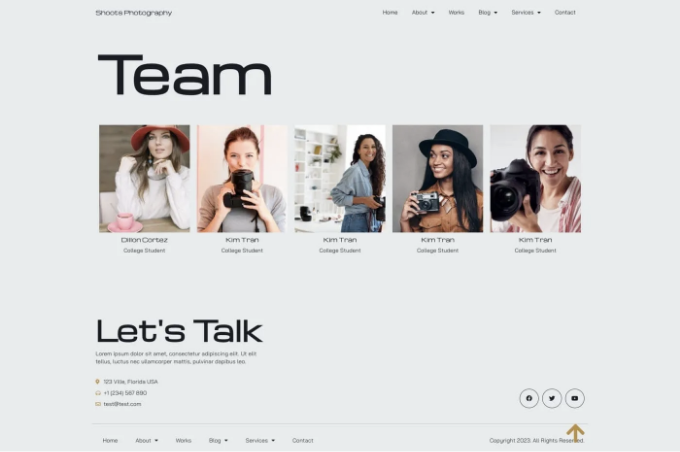 Shoots Photography
Home About Works Blog Services Contact
Team
Dillon Cortez Kim Tran Kim Tran Kim Tran Kim Tran
College Student College Student College Student College Student College Student
Let's Talk
Lorem ipsum dolor sit amet, consectetur adipiscing elit. Ut elit
tellus, luctus nec ullamcorper mattis, pulvinar dapibus leo.
123 Ville, Florida USA
+1 (234) 567 890
test@test.com
Home About Works Blog Services Contact
Copyright 2023. All Rights Reserved.